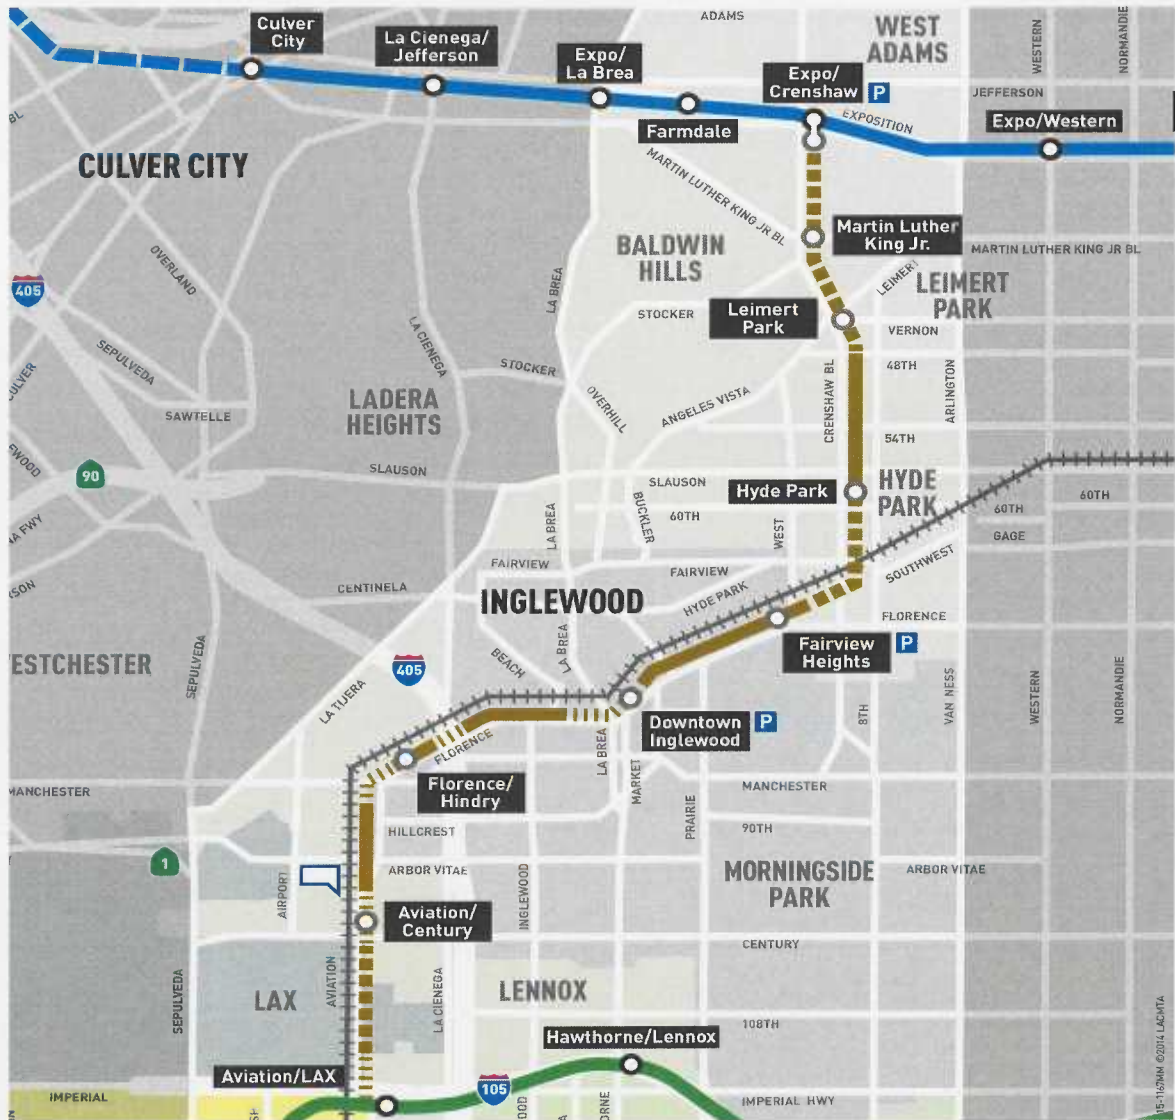 ADAMS
WEST
ADAMS
WESTERN
NORMANDIE
Culver
City
La Cienega/
Jefferson
Expo/
La Brea
Expo/
Crenshaw
P
JEFFERSON
EXPOSITION
Expo/Western
Farmdale
BL
CULVER CITY
MARTIN LUTHER KING JR BL
Martin Luther
King Jr.
MARTIN LUTHER KING JR BL
BALDWIN
HILLS
OVERLAND
LEIMERT
LEIMERT
PARK
405
LA BREA
STOCKER
Leimert
Park
VERNON
LA CIENEGA
SEPULVEDA
STOCKER
48TH
CRENSHAW BL
ARLINGTON
OVERHILL
ANGELES VISTA
LADERA
HEIGHTS
SAWTELLE
54TH
90
SLAUSON
SLAUSON
Hyde Park
HYDE
PARK
60TH
BUCKLER
60TH
60TH
LA BREA
WEST
GAGE
FAIRVIEW
FAIRVIEW
SOUTHWEST
CENTINELA
INGLEWOOD
HYDE PARK
FLORENCE
Fairview
Heights
P
LA BREA
BEACH
405
SEPULVEDA
LA TIJERA
VAN NESS
WESTERN
NORMANDIE
8TH
Downtown
Inglewood
P
FLORENCE
LA BREA
MARKET
Florence/
Hindry
MANCHESTER
MANCHESTER
PRAIRIE
HILLCREST
90TH
1
ARBOR VITAE
MORNINGSIDE
PARK
ARBOR VITAE
AIRPORT
INGLEWOOD
Aviation/
Century
CENTURY
AVIATION
LA CIENEGA
SEPULVEDA
LAX
LENNOX
108TH
Hawthorne/Lennox
Aviation/LAX
105
IMPERIAL
IMPERIAL HWY
©2014 LACMTA